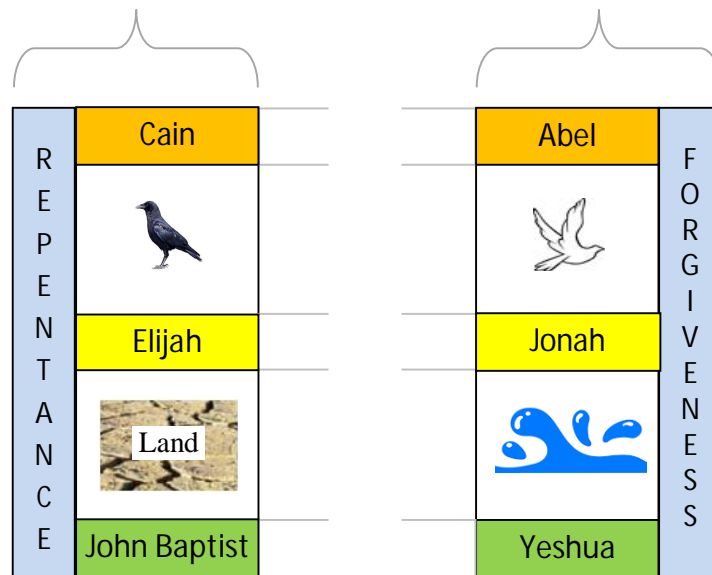 REPENTANCE
Cain
Elijah
Land
John Baptist
Abel
Jonah
Yeshua
FORGIVENESS